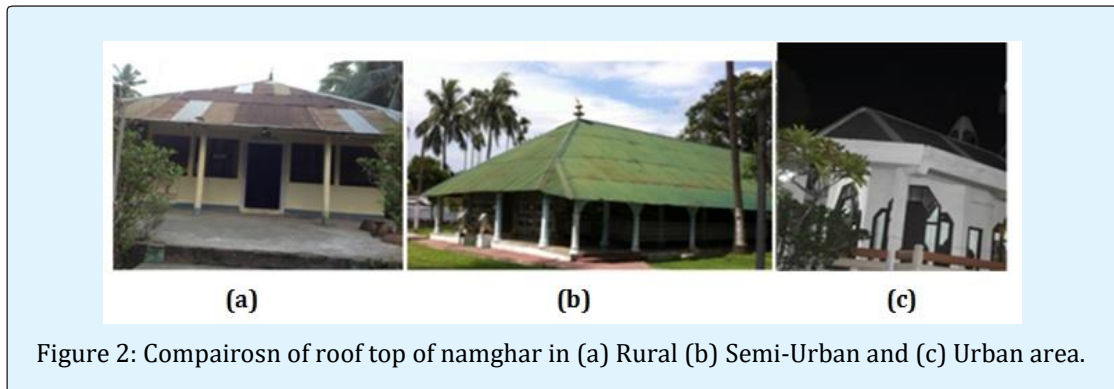 (a) (b) (c)
Figure 2: Compairosn of roof top of namghar in (a) Rural (b) Semi-Urban and (c) Urban area.